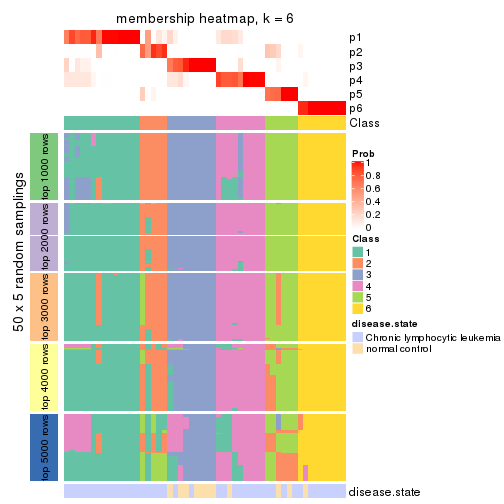 membership heatmap, k = 6
p1
p2
p3
p4
p5
p6
Class
50 x 5 random samplings
top 1000 rows
top 2000 rows
top 3000 rows
top 4000 rows
top 5000 rows
Prob
1
0.8
0.6
0.4
0.2
0
Class
1
2
3
4
5
6
disease.state
Chronic lymphocytic leukemia
normal control
disease.state